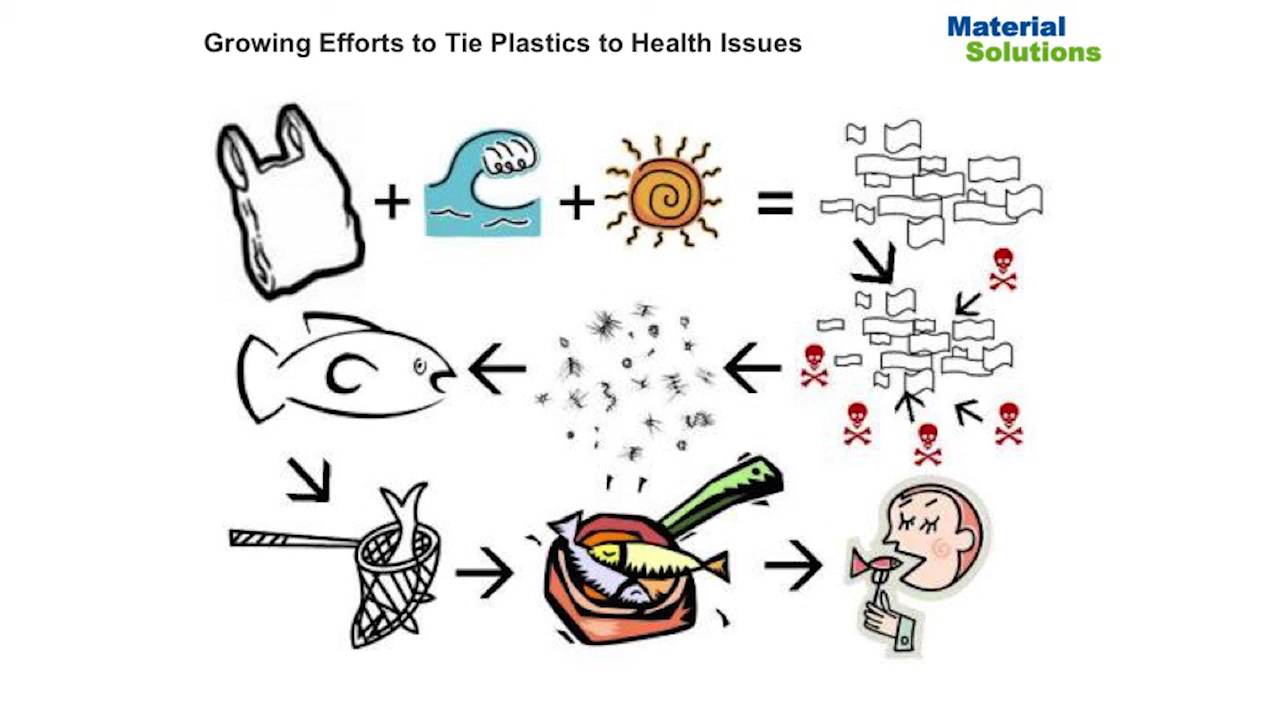 Growing Efforts to Tie Plastics to Health Issues
Material
Solutions
+
+
=